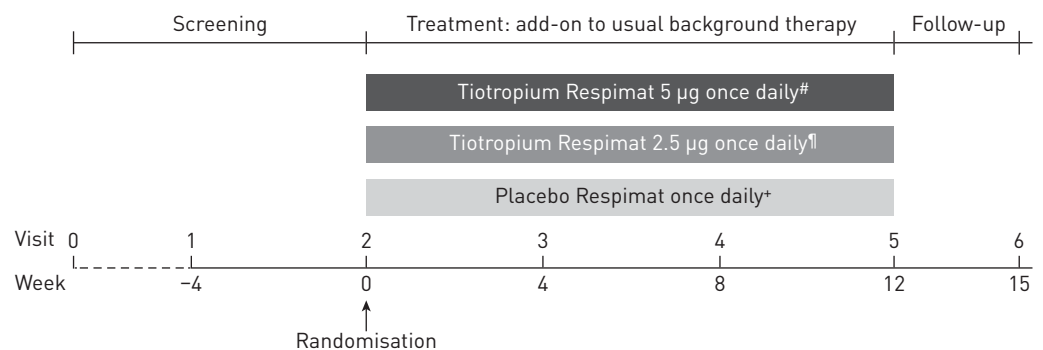 Screening Treatment: add-on to usual background therapy Follow-up
Tiotropium Respimat 5 µg once daily#
Tiotropium Respimat 2.5 µg once daily¶
Placebo Respimat once daily+
Visit 0 1 2 3 4 5 6
Week −4 0 4 8 12 15
Randomisation